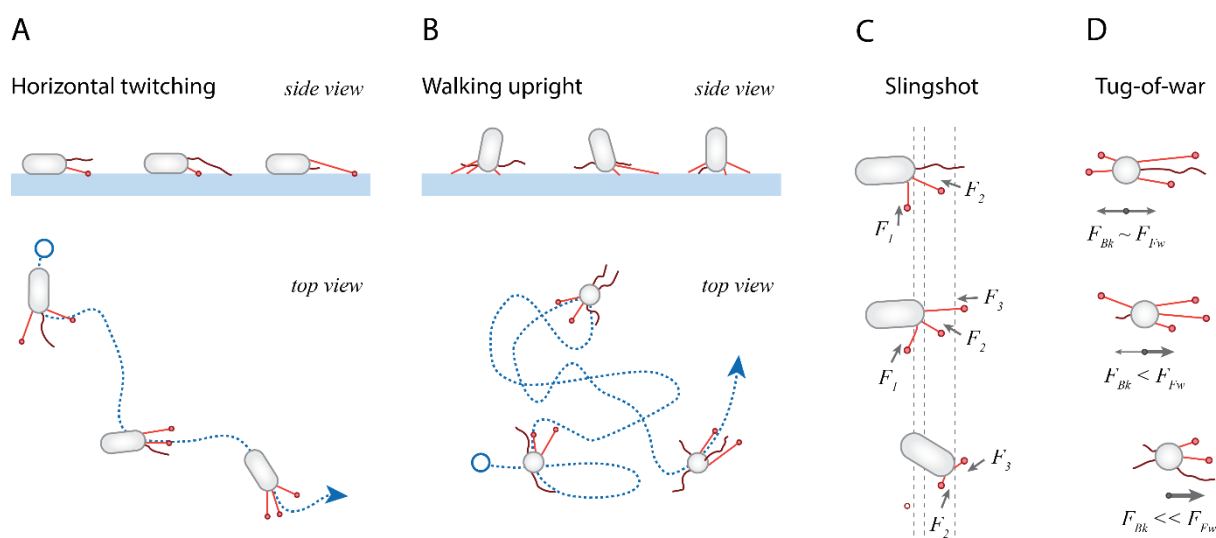 A
Horizontal twitching
side view
top view
B
Walking upright
side view
top view
C
Slingshot
F2
F1
F3
F2
F1
F3
F2
D
Tug-of-war
FBk ~ FFw
FBk < FFw
FBk << FFw